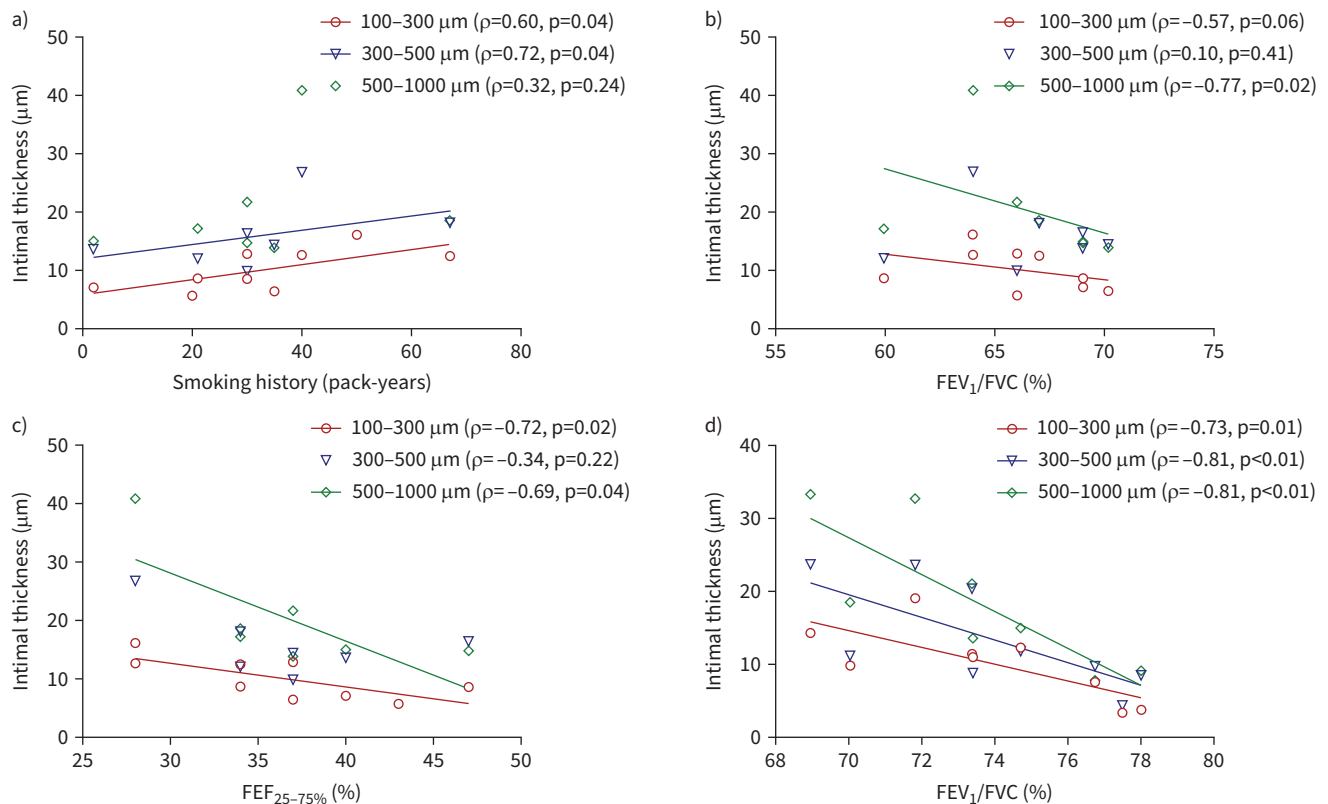 a)
100–300 μm (ρ=0.60, p=0.04)
300–500 μm (ρ=0.72, p=0.04)
500–1000 μm (ρ=0.32, p=0.24)
50
40
30
20
10
0
Intimal thickness (μm)
0 20 40 60 80
Smoking history (pack-years)
b)
100–300 μm (ρ=–0.57, p=0.06)
300–500 μm (ρ=0.10, p=0.41)
500–1000 μm (ρ=–0.77, p=0.02)
50
40
30
20
10
0
Intimal thickness (μm)
55 60 65 70 75
FEV₁/FVC (%)
c)
100–300 μm (ρ=–0.72, p=0.02)
300–500 μm (ρ=–0.34, p=0.22)
500–1000 μm (ρ=–0.69, p=0.04)
50
40
30
20
10
0
Intimal thickness (μm)
25 30 35 40 45 50
FEF₂₅₋₇₅% (%)
d)
100–300 μm (ρ=–0.73, p=0.01)
300–500 μm (ρ=–0.81, p<0.01)
500–1000 μm (ρ=–0.81, p<0.01)
40
30
20
10
0
Intimal thickness (μm)
68 70 72 74 76 78 80
FEV₁/FVC (%)